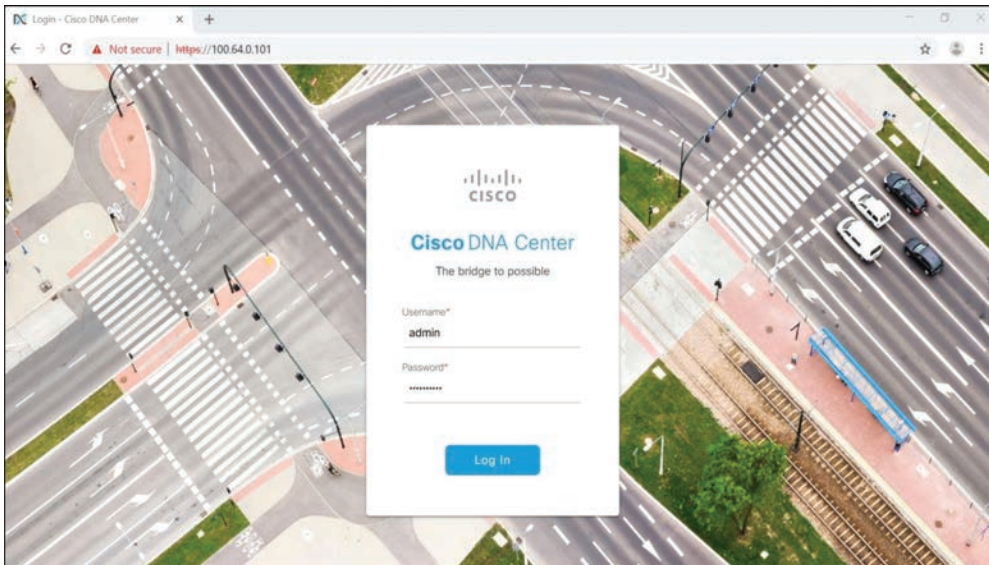 Login - Cisco DNA Center
Not secure | https://100.64.0.101
CISCO
Cisco DNA Center
The bridge to possible
Username*
admin
Password*
Log In